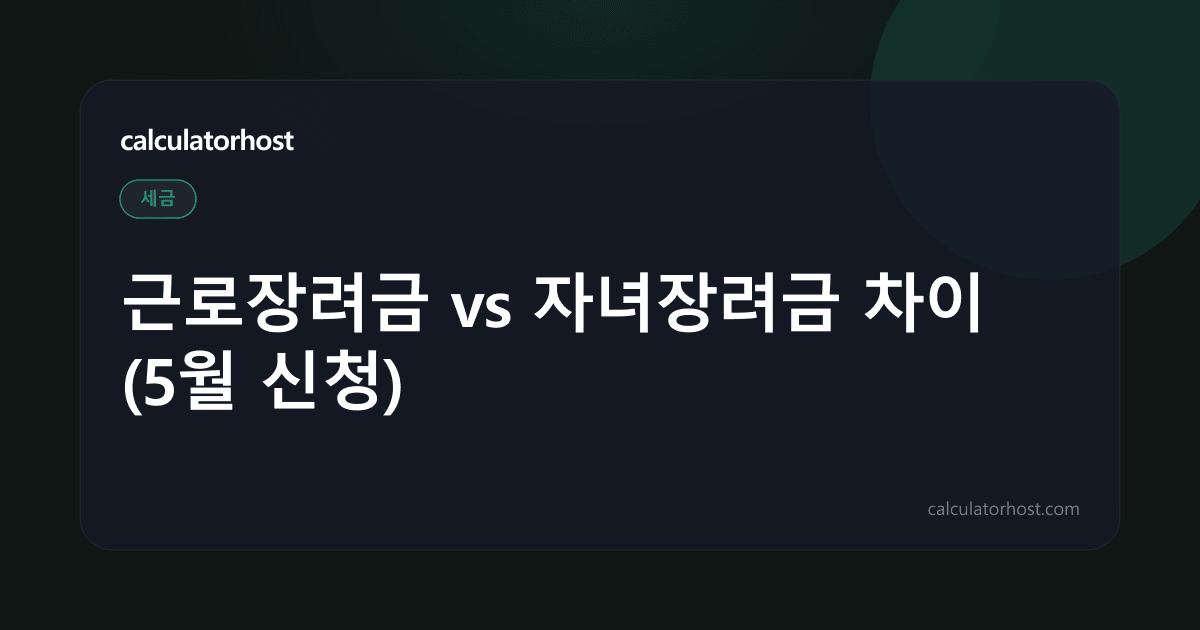 calculatorhost
세금
근로장려금 vs 자녀장려금 차이
(5월 신청)
calculatorhost.com